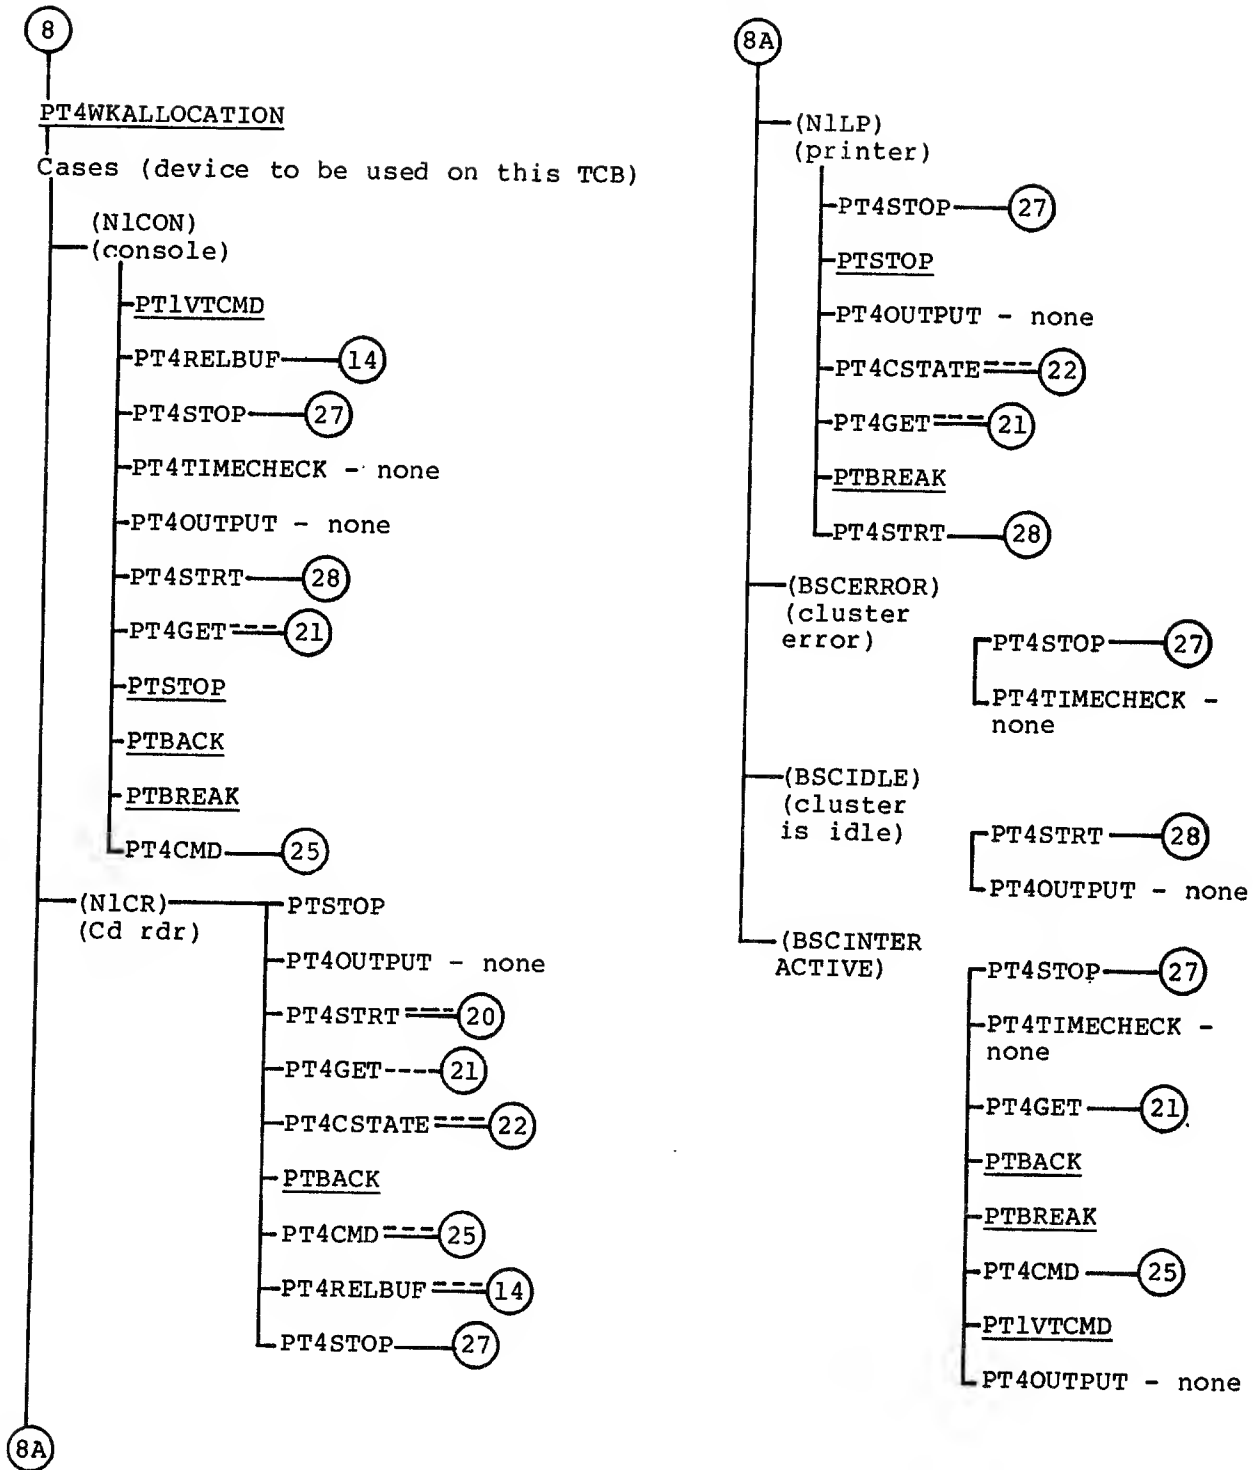 8
PT4WKALLOCATION
Cases (device to be used on this TCB)
(N1CON)
(console)
PT1VTCMD
PT4RELBUF 14
PT4STOP 27
PT4TIMECHECK - none
PT4OUTPUT - none
PT4STRT 28
PT4GET 21
PTSTOP
PTBACK
PTBREAK
PT4CMD 25
(N1CR) PTSTOP
(Cd rdr)
PT4OUTPUT - none
PT4STRT 20
PT4GET 21
PT4CSTATE 22
PTBACK
PT4CMD 25
PT4RELBUF 14
PT4STOP 27
8A
8A
(N1LP)
(printer)
PT4STOP 27
PTSTOP
PT4OUTPUT - none
PT4CSTATE 22
PT4GET 21
PTBREAK
PT4STRT 28
(BSCERROR)
(cluster
error)
PT4STOP 27
PT4TIMECHECK -
none
(BSCIDLE)
(cluster
is idle)
PT4STRT 28
PT4OUTPUT - none
(BSCINTER
ACTIVE)
PT4STOP 27
PT4TIMECHECK -
none
PT4GET 21
PTBACK
PTBREAK
PT4CMD 25
PT1VTCMD
PT4OUTPUT - none